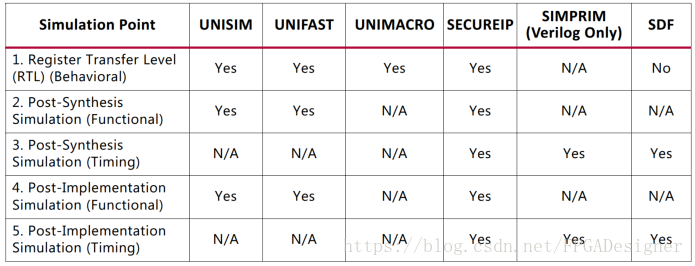 Simulation Point UNISIM UNIFAST UNIMACRO SECUREIP SIMPRIM (Verilog Only) SDF
1. Register Transfer Level
(RTL) (Behavioral) Yes Yes Yes Yes N/A No
2. Post-Synthesis
Simulation (Functional) Yes Yes N/A Yes N/A N/A
3. Post-Synthesis
Simulation (Timing) N/A N/A N/A Yes Yes Yes
4. Post-Implementation
Simulation (Functional) Yes Yes N/A Yes N/A N/A
5. Post-Implementation
Simulation (Timing) N/A N/A N/A Yes Yes Yes
https://blog.csdn.net/FPGADesigner